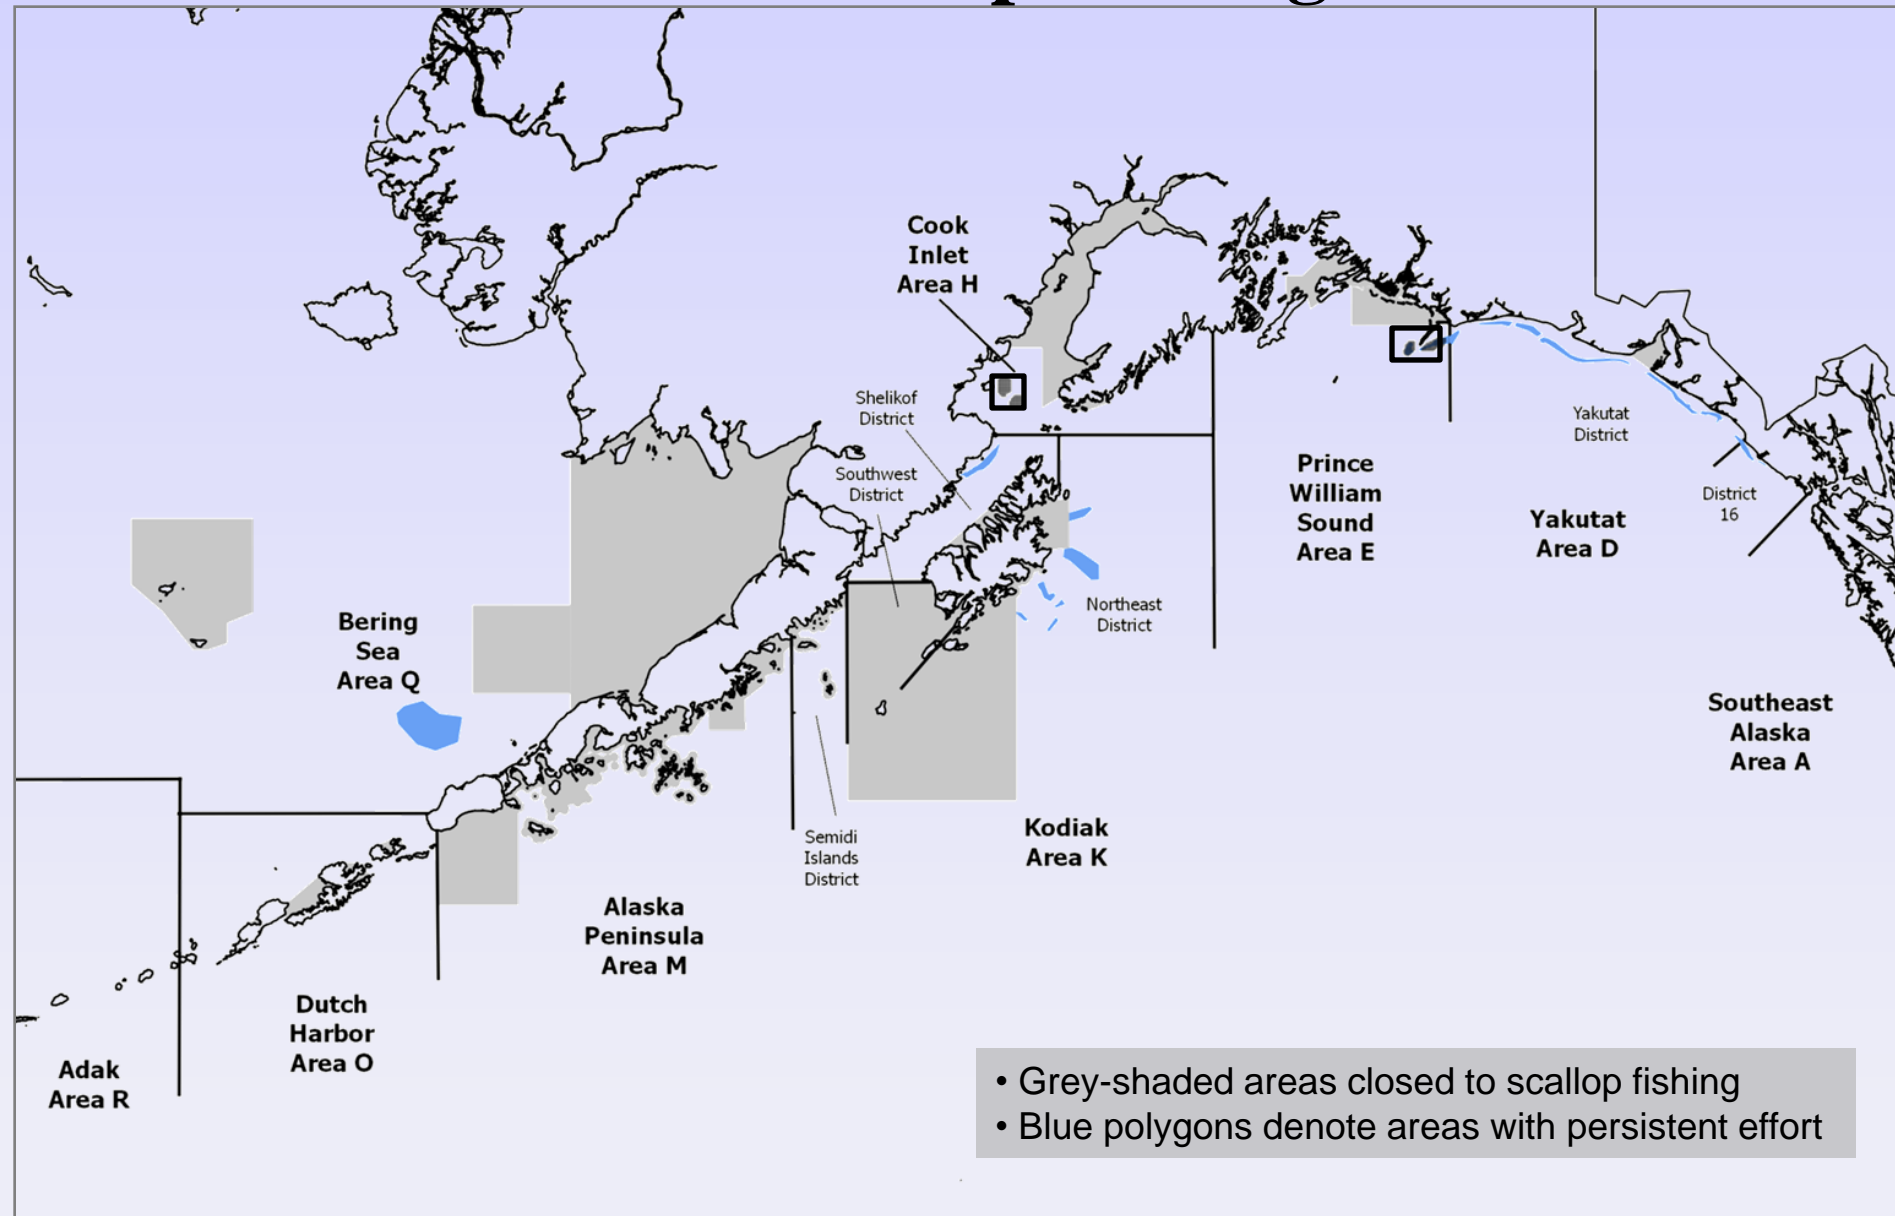 Cook
Inlet
Area H
Shelikof
District
Southwest
District
Yakutat
District
Prince
William
Sound
Area E
District
16
Yakutat
Area D
Northeast
District
Bering
Sea
Area Q
Southeast
Alaska
Area A
Kodiak
Area K
Semidi
Islands
District
Alaska
Peninsula
Area M
Dutch
Harbor
Area O
Adak
Area R
• Grey-shaded areas closed to scallop fishing
• Blue polygons denote areas with persistent effort